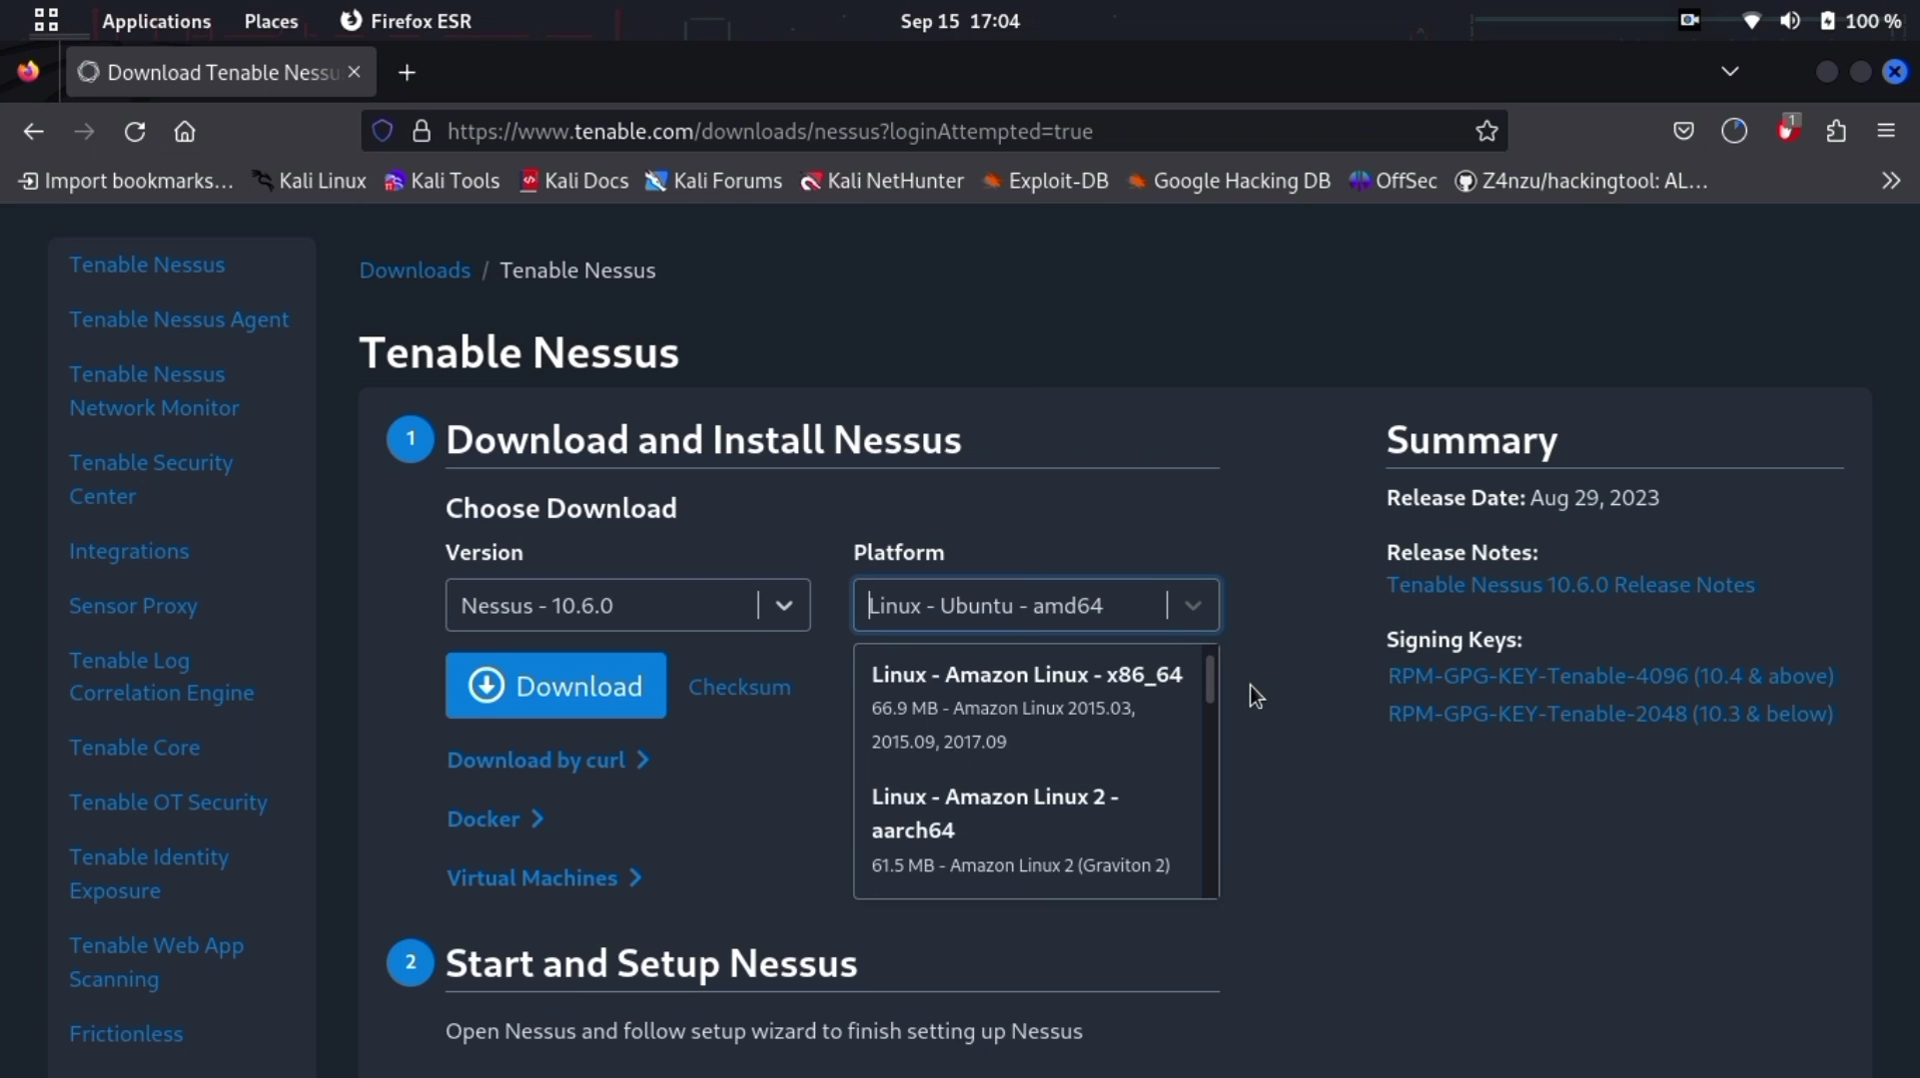 Applications
Places
Firefox ESR
Sep 15 17:04
100 %
Download Tenable Nessu
https://www.tenable.com/downloads/nessus?loginAttempted=true
1
Import bookmarks...
Kali Linux
Kali Tools
Kali Docs
Kali Forums
Kali NetHunter
Exploit-DB
Google Hacking DB
OffSec
Z4nzu/hackingtool: AL...
Tenable Nessus
Tenable Nessus Agent
Tenable Nessus
Network Monitor
Tenable Security
Center
Integrations
Sensor Proxy
Tenable Log
Correlation Engine
Tenable Core
Tenable OT Security
Tenable Identity
Exposure
Tenable Web App
Scanning
Frictionless
Downloads / Tenable Nessus
Tenable Nessus
1 Download and Install Nessus
Choose Download
Version
Nessus - 10.6.0
Platform
Linux - Ubuntu - amd64
Download
Checksum
Download by curl
Docker
Virtual Machines
Linux - Amazon Linux - x86_64
66.9 MB - Amazon Linux 2015.03,
2015.09, 2017.09
Linux - Amazon Linux 2 -
aarch64
61.5 MB - Amazon Linux 2 (Graviton 2)
2 Start and Setup Nessus
Open Nessus and follow setup wizard to finish setting up Nessus
Summary
Release Date: Aug 29, 2023
Release Notes:
Tenable Nessus 10.6.0 Release Notes
Signing Keys:
RPM-GPG-KEY-Tenable-4096 (10.4 & above)
RPM-GPG-KEY-Tenable-2048 (10.3 & below)